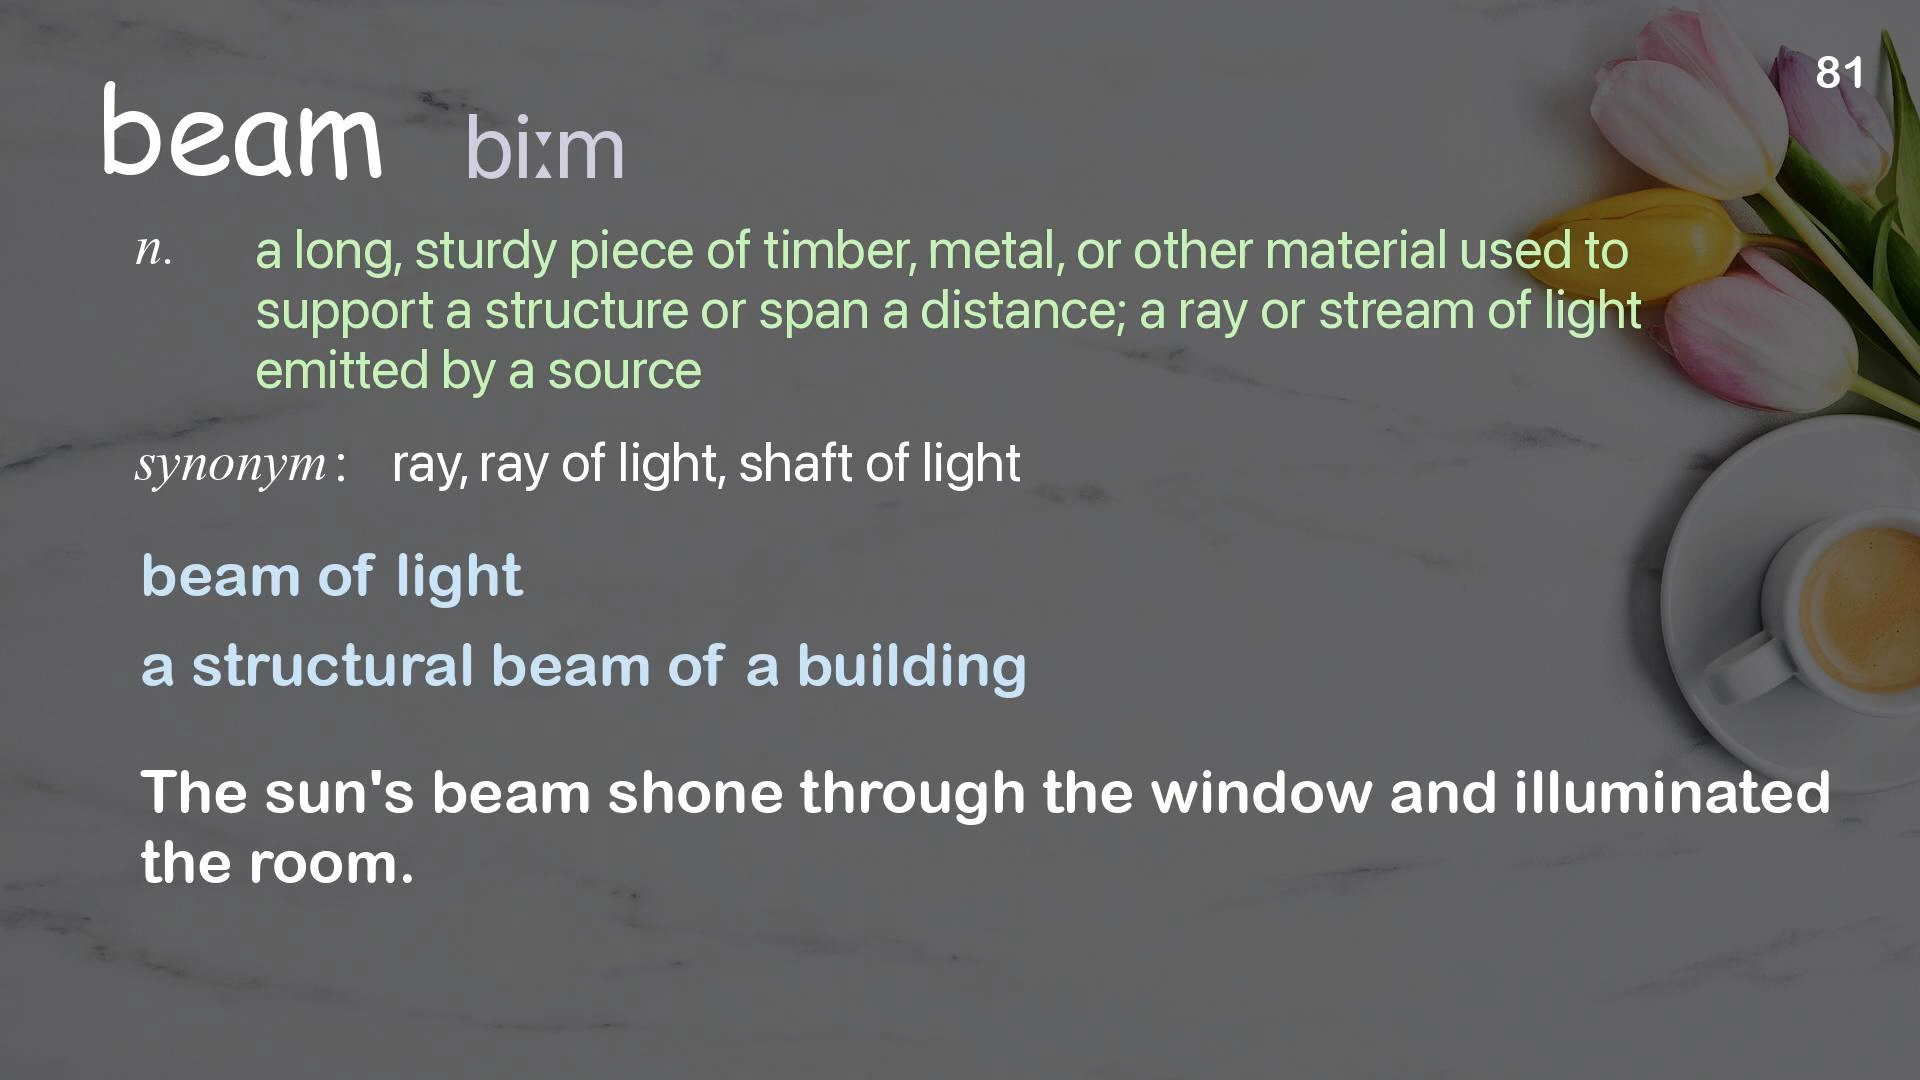 81
beam biːm
n. a long, sturdy piece of timber, metal, or other material used to
support a structure or span a distance; a ray or stream of light
emitted by a source
synonym: ray, ray of light, shaft of light
beam of light
a structural beam of a building
The sun's beam shone through the window and illuminated
the room.